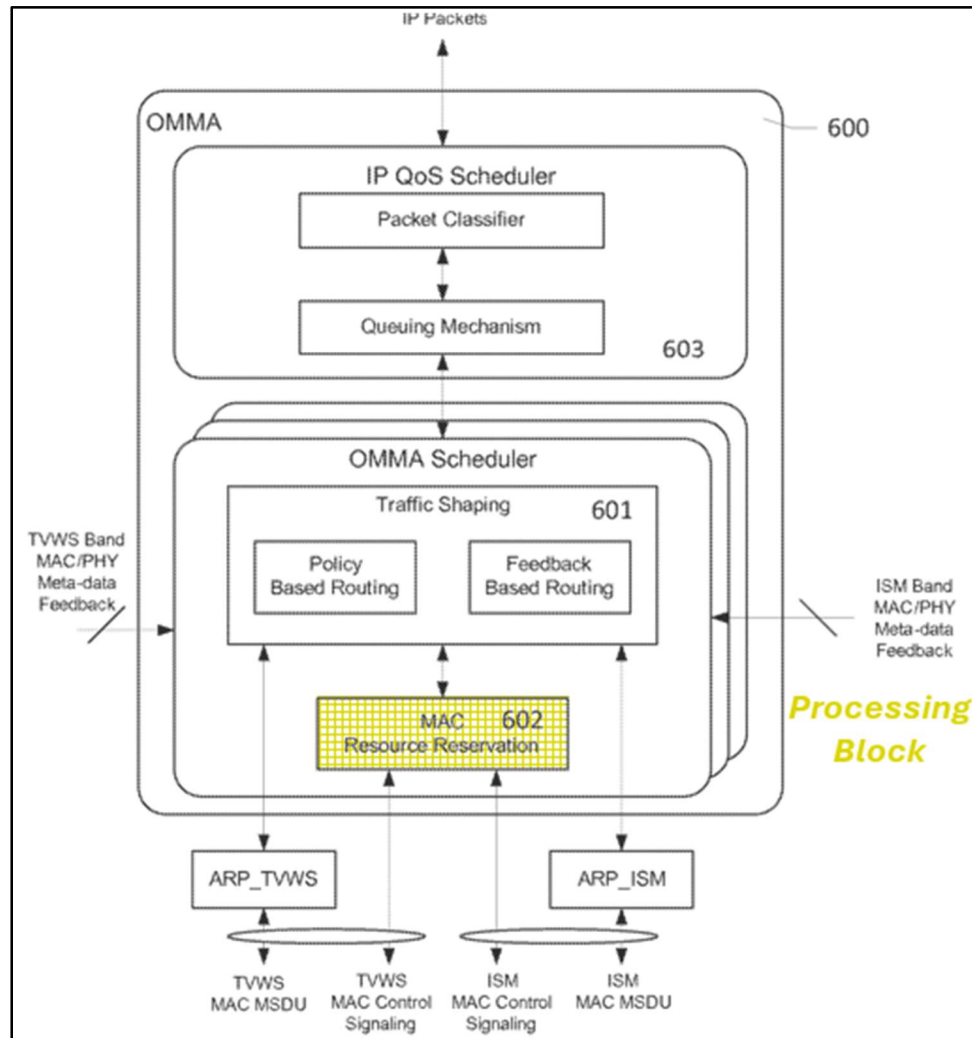 IP Packets
OMMA
600
IP QoS Scheduler
Packet Classifier
Queuing Mechanism
603
OMMA Scheduler
Traffic Shaping
601
Policy
Based Routing
Feedback
Based Routing
TVWS Band
MAC/PHY
Meta-data
Feedback
ISM Band
MAC/PHY
Meta-data
Feedback
MAC 602
Resource Reservation
Processing
Block
ARP_TVWS
ARP_ISM
TVWS
MAC MSDU
TVWS
MAC Control
Signaling
ISM
MAC Control
Signaling
ISM
MAC MSDU